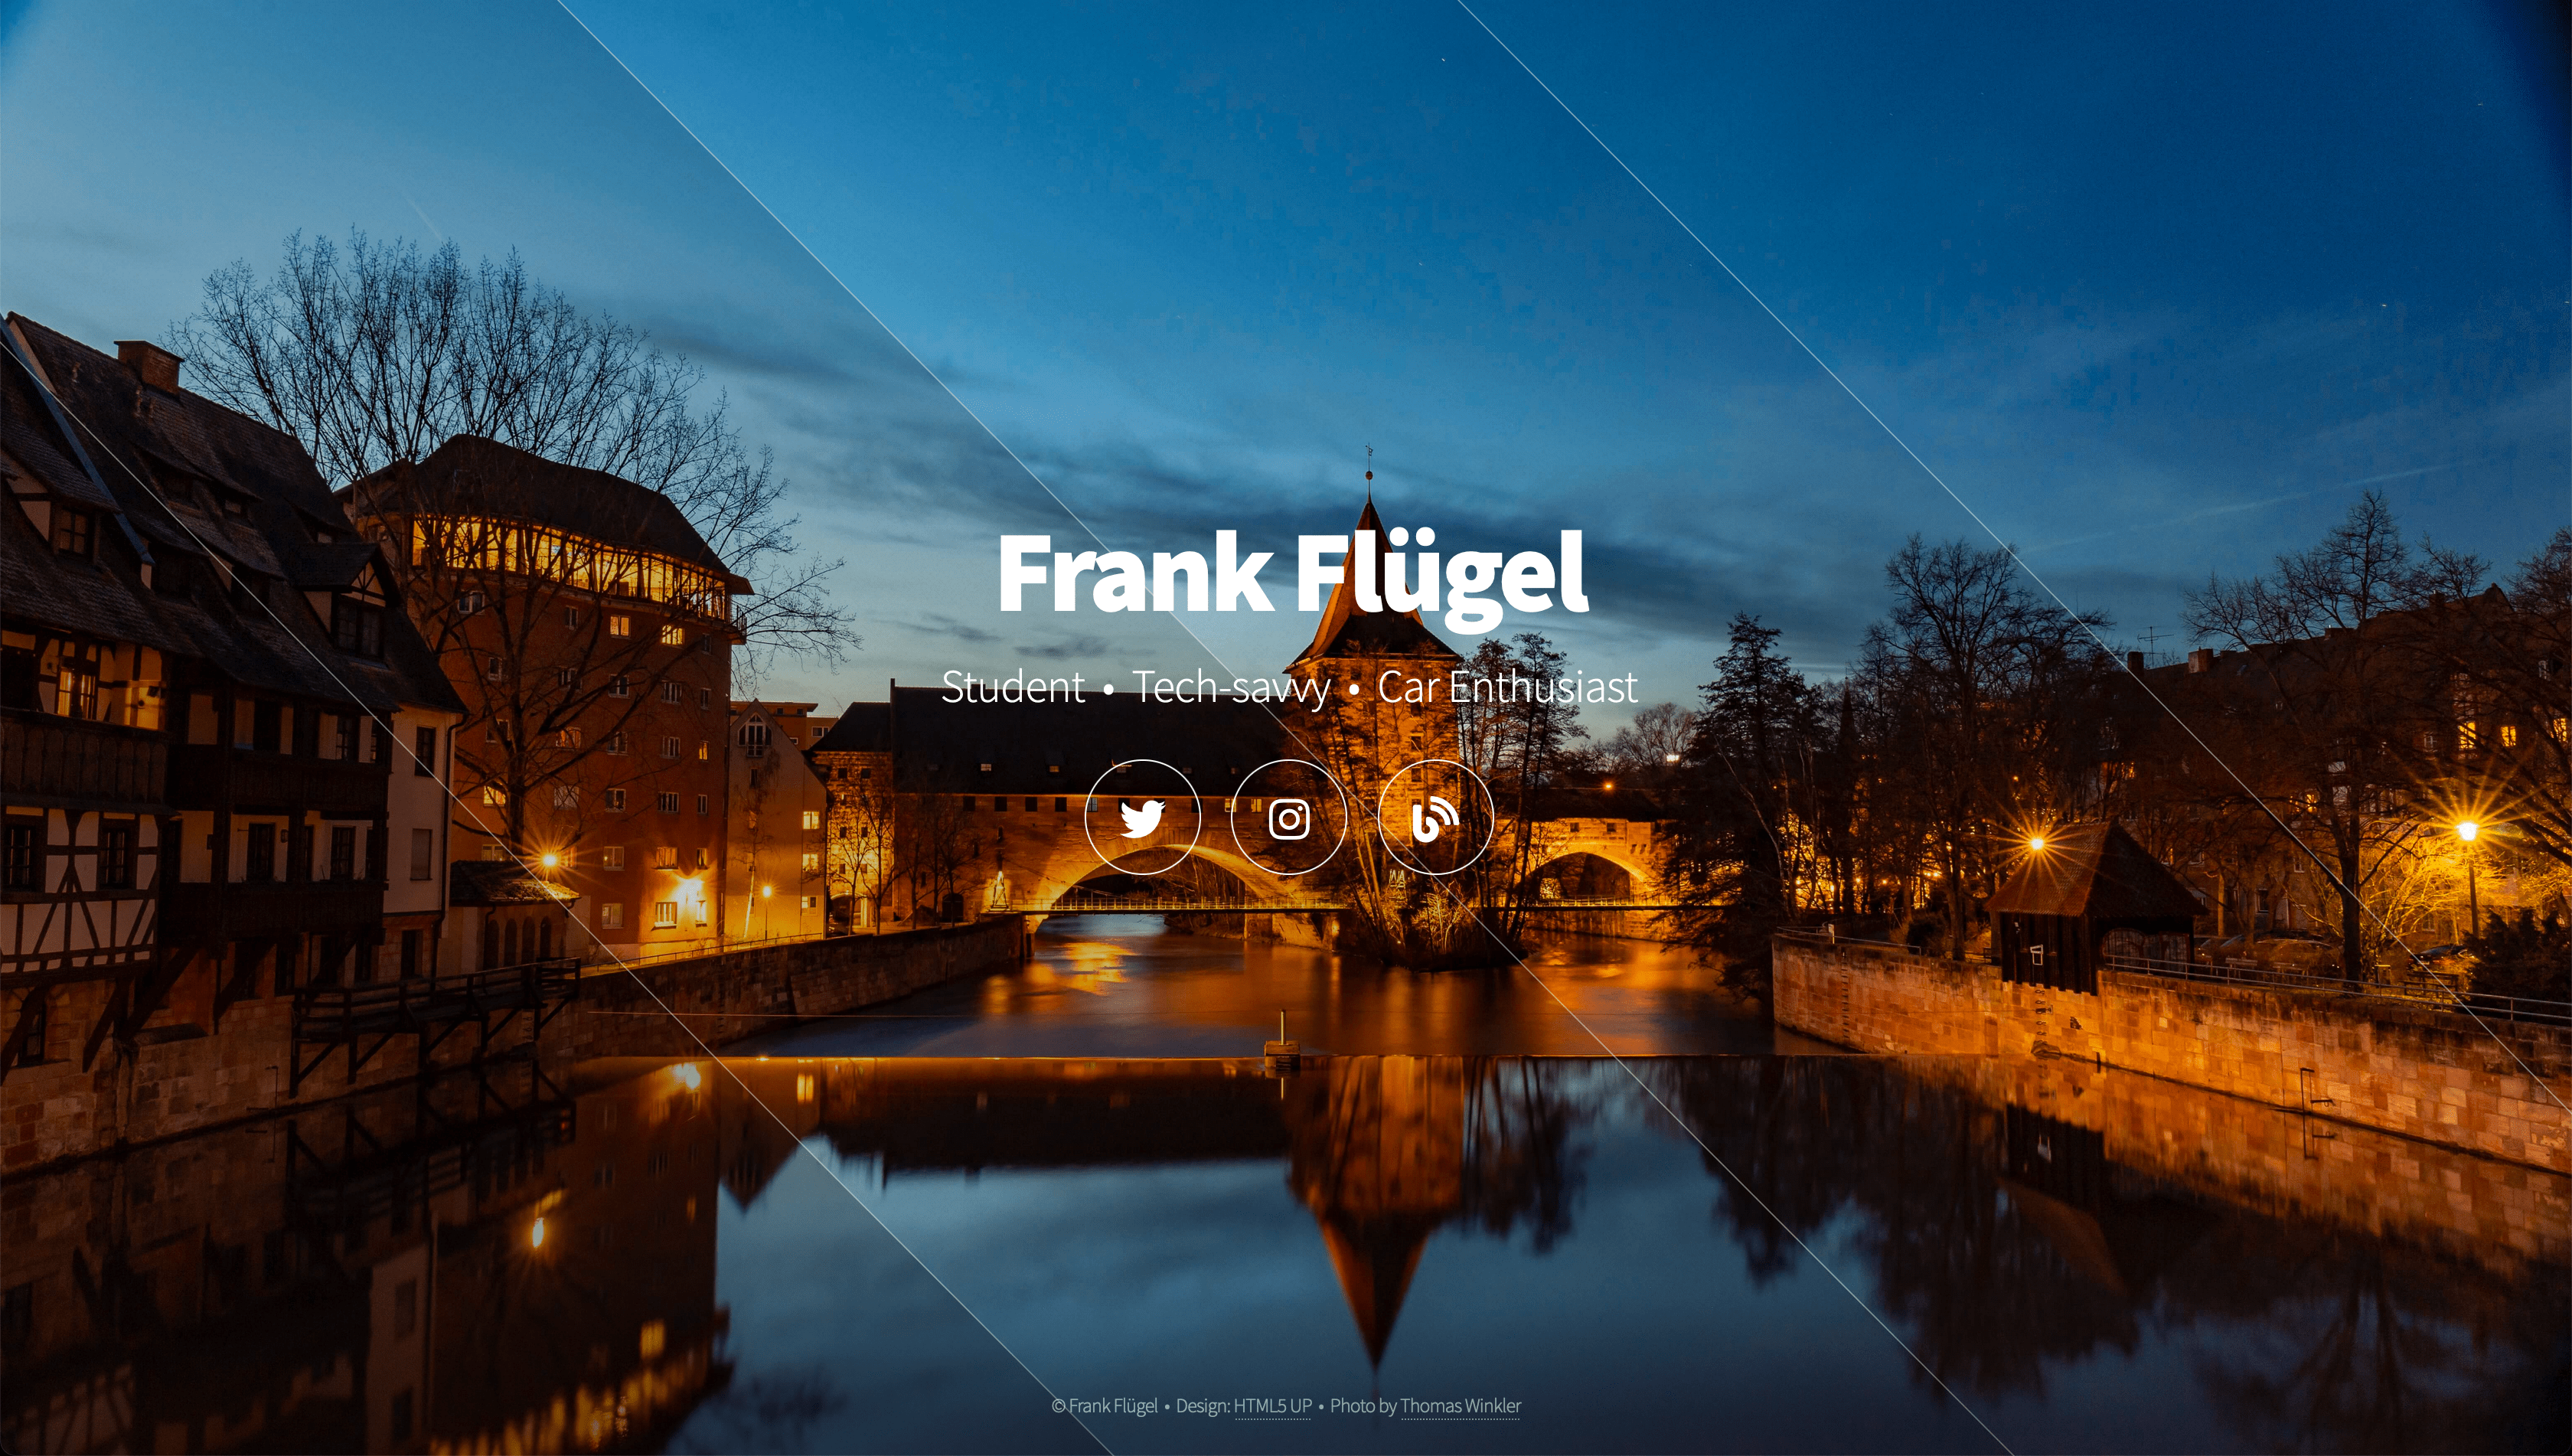 Frank Flügel
Student • Tech-savvy • Car Enthusiast
© Frank Flügel • Design: HTML5 UP • Photo by Thomas Winkler